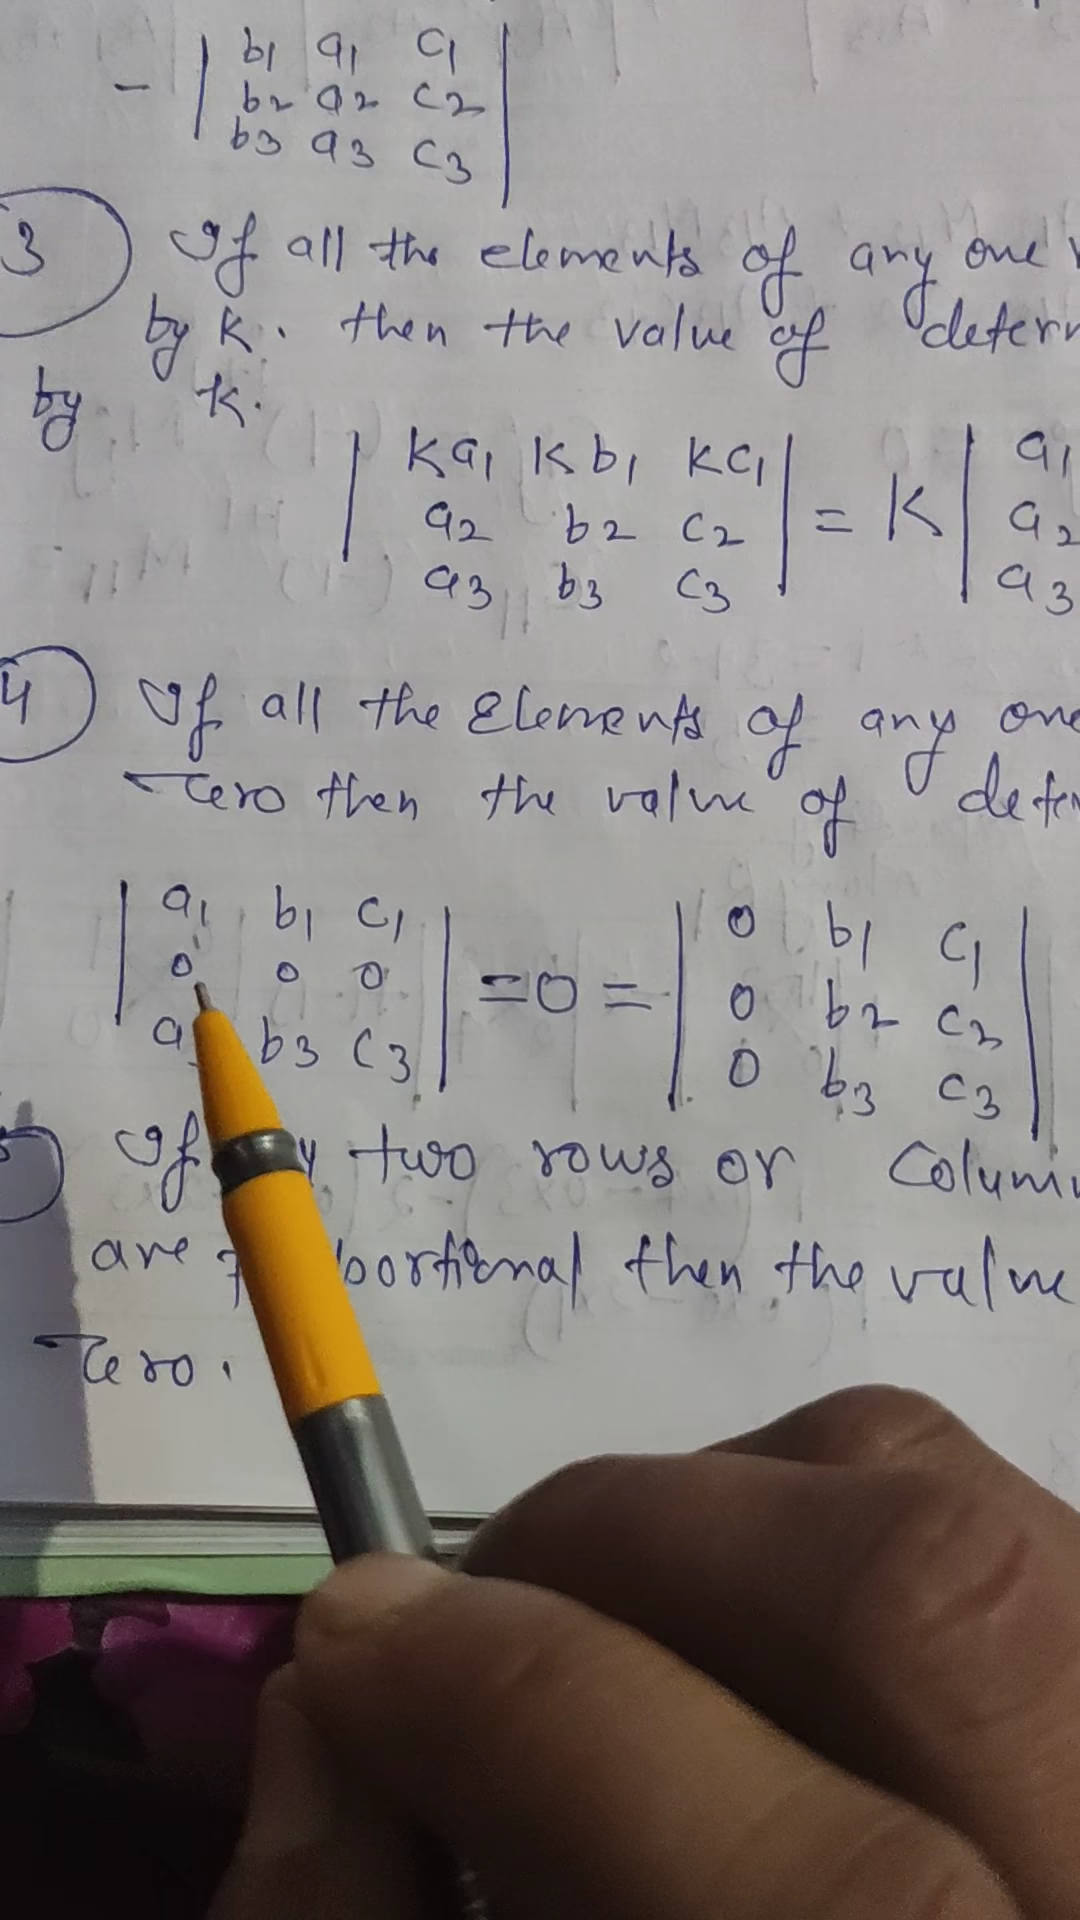 b1 a1 c1
- b2 a2 c2
b3 a3 c3
3 If all the elements of any one
by K. then the value of deter
by K.
Ka1 Kb1 Kc1 a1
a2 b2 c2 = K a2
a3 b3 c3 a3
4 If all the Elements of any one
Zero then the value of deter
a1 b1 c1 0 b1 c1
0 0 0 =0= 0 b2 c2
a b3 c3 0 b3 c3
If two rows or Colum
are portional then the value
Zero.